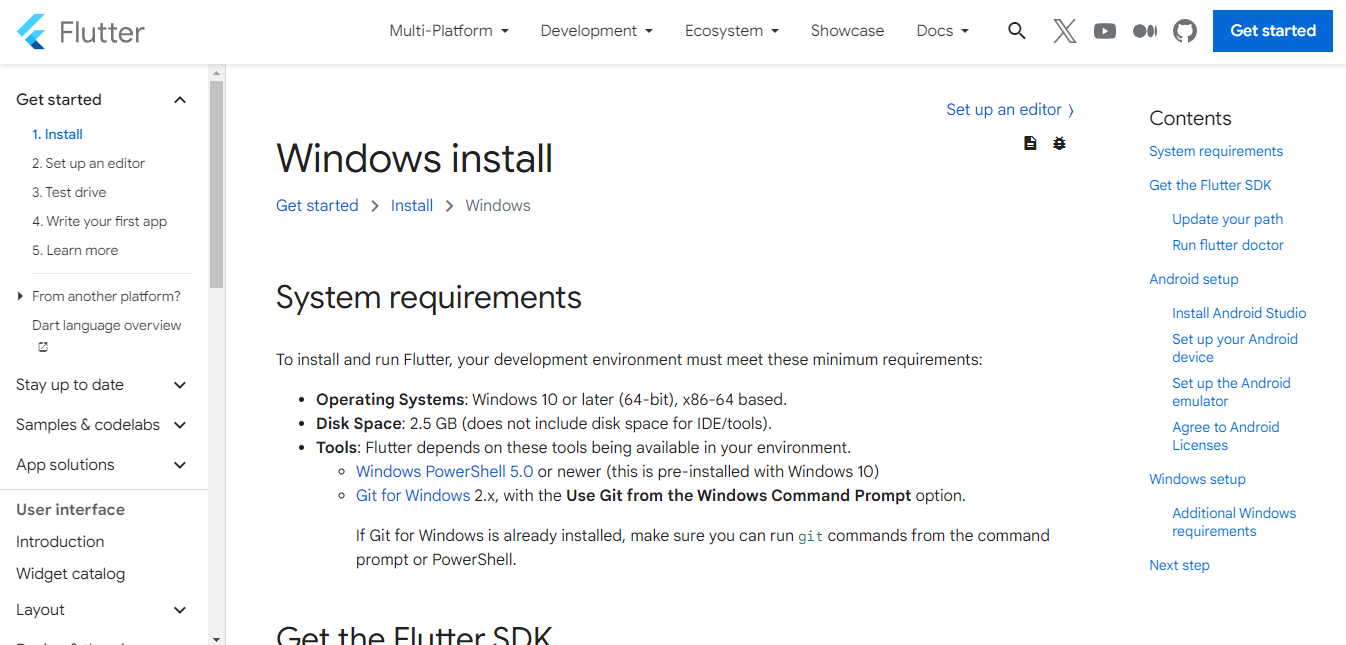 Flutter
Multi-Platform
Development
Ecosystem
Showcase
Docs
Get started
Get started
1. Install
2. Set up an editor
3. Test drive
4. Write your first app
5. Learn more
From another platform?
Dart language overview
Stay up to date
Samples & codelabs
App solutions
User interface
Introduction
Widget catalog
Layout
Set up an editor
Windows install
Get started > Install > Windows
System requirements
To install and run Flutter, your development environment must meet these minimum requirements:
• Operating Systems: Windows 10 or later (64-bit), x86-64 based.
• Disk Space: 2.5 GB (does not include disk space for IDE/tools).
• Tools: Flutter depends on these tools being available in your environment.
Windows PowerShell 5.0 or newer (this is pre-installed with Windows 10)
Git for Windows 2.x, with the Use Git from the Windows Command Prompt option.
If Git for Windows is already installed, make sure you can run git commands from the command
prompt or PowerShell.
Get the Flutter SDK
Contents
System requirements
Get the Flutter SDK
Update your path
Run flutter doctor
Android setup
Install Android Studio
Set up your Android
device
Set up the Android
emulator
Agree to Android
Licenses
Windows setup
Additional Windows
requirements
Next step